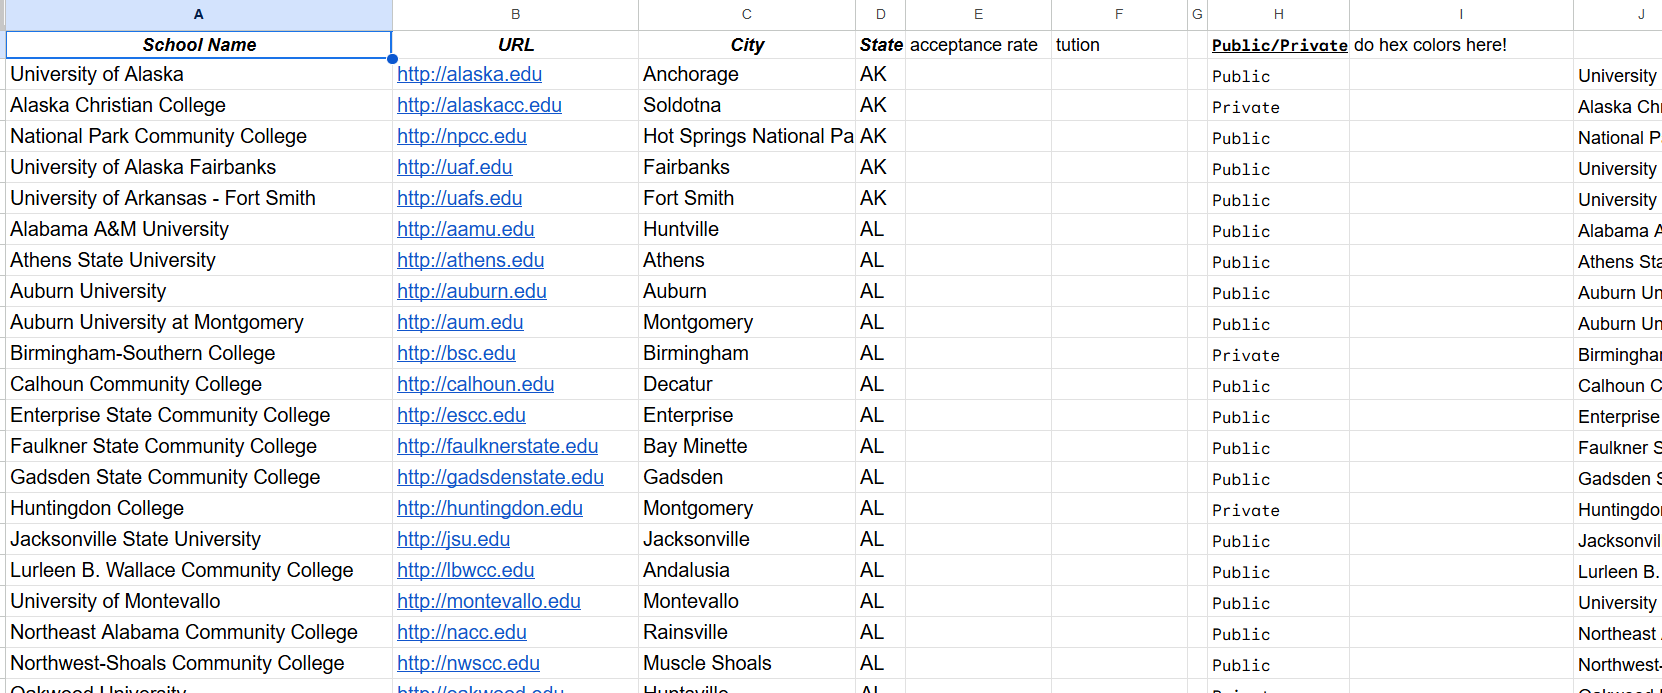 A B C D E F G H I J
School Name URL City State acceptance rate tution Public/Private do hex colors here!
University of Alaska http://alaska.edu Anchorage AK Public University
Alaska Christian College http://alaskacc.edu Soldotna AK Private Alaska Chr
National Park Community College http://npcc.edu Hot Springs National Pa AK Public National P
University of Alaska Fairbanks http://uaf.edu Fairbanks AK Public University
University of Arkansas - Fort Smith http://uafs.edu Fort Smith AK Public University
Alabama A&M University http://aamu.edu Huntville AL Public Alabama A
Athens State University http://athens.edu Athens AL Public Athens Sta
Auburn University http://auburn.edu Auburn AL Public Auburn Un
Auburn University at Montgomery http://aum.edu Montgomery AL Public Auburn Un
Birmingham-Southern College http://bsc.edu Birmingham AL Private Birmingha
Calhoun Community College http://calhoun.edu Decatur AL Public Calhoun C
Enterprise State Community College http://escc.edu Enterprise AL Public Enterprise
Faulkner State Community College http://faulknerstate.edu Bay Minette AL Public Faulkner S
Gadsden State Community College http://gadsdenstate.edu Gadsden AL Public Gadsden S
Huntingdon College http://huntingdon.edu Montgomery AL Private Huntingdo
Jacksonville State University http://jsu.edu Jacksonville AL Public Jacksonvil
Lurleen B. Wallace Community College http://lbwcc.edu Andalusia AL Public Lurleen B.
University of Montevallo http://montevallo.edu Montevallo AL Public University
Northeast Alabama Community College http://nacc.edu Rainsville AL Public Northeast
Northwest-Shoals Community College http://nwscc.edu Muscle Shoals AL Public Northwest-
Oakwood University http://oakwood.edu Huntsville AL Private Oakwood